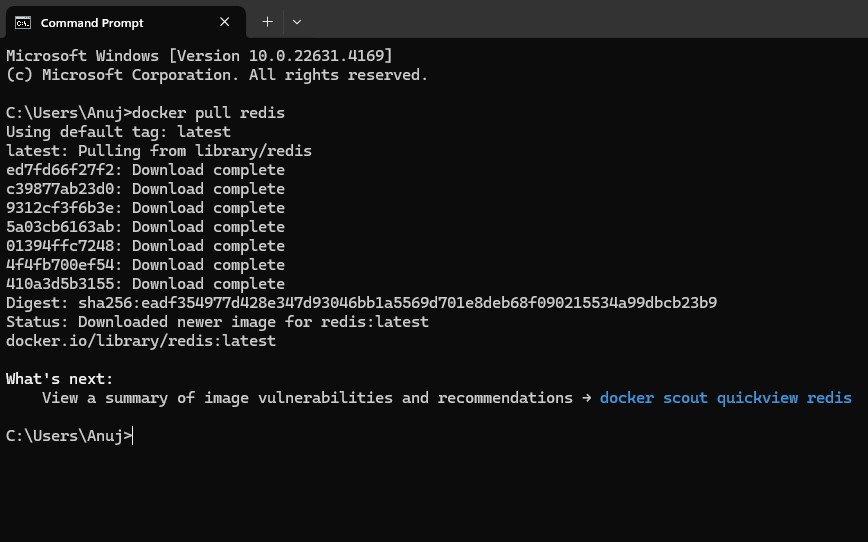 Command Prompt
Microsoft Windows [Version 10.0.22631.4169]
(c) Microsoft Corporation. All rights reserved.
C:\Users\Anuj>docker pull redis
Using default tag: latest
latest: Pulling from library/redis
ed7fd66f27f2: Download complete
c39877ab23d0: Download complete
9312cf3f6b3e: Download complete
5a03cb6163ab: Download complete
01394ffc7248: Download complete
4f4fb700ef54: Download complete
410a3d5b3155: Download complete
Digest: sha256:eadf354977d428e347d93046bb1a5569d701e8deb68f090215534a99dbcb23b9
Status: Downloaded newer image for redis:latest
docker.io/library/redis:latest
What's next:
View a summary of image vulnerabilities and recommendations → docker scout quickview redis
C:\Users\Anuj>